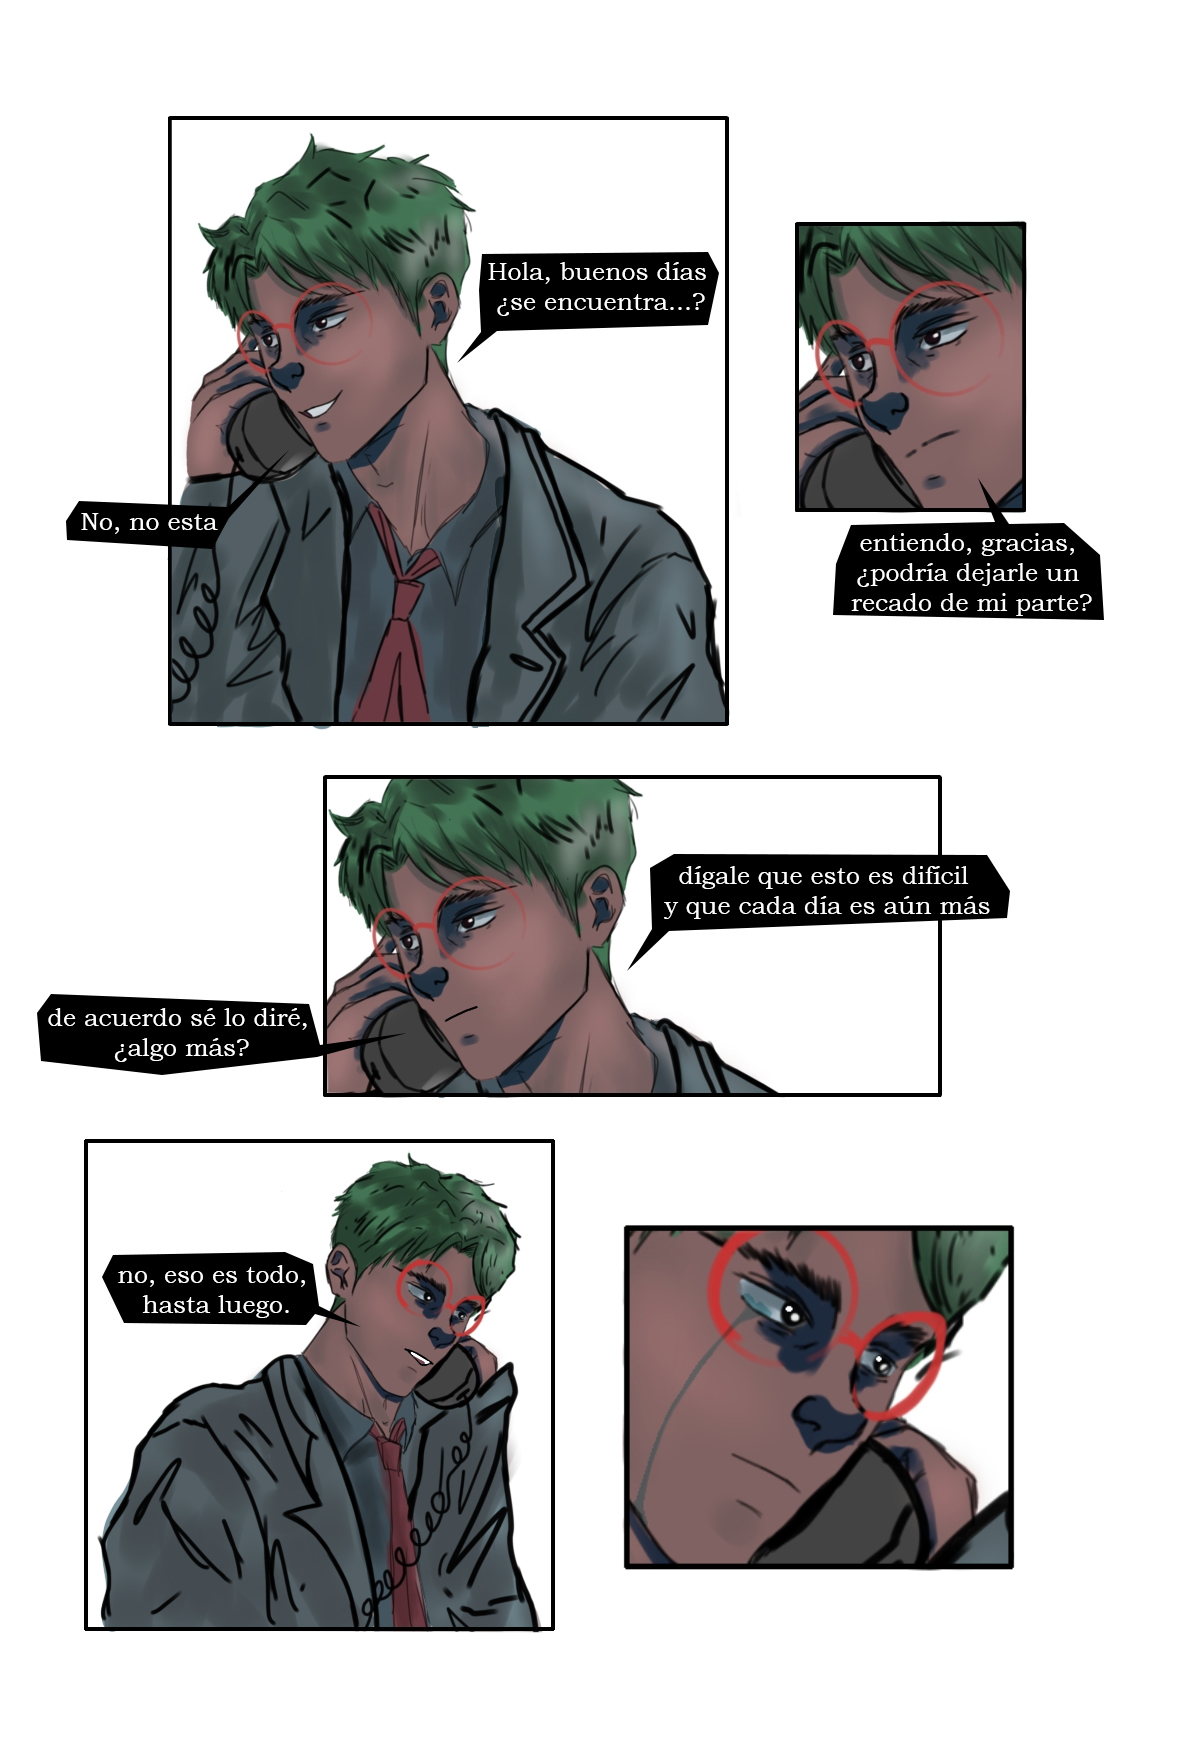 Hola, buenos días
¿se encuentra...?
No, no esta
entiendo, gracias,
¿podría dejarle un
recado de mi parte?
dígale que esto es difícil
y que cada día es aún más
de acuerdo sé lo diré,
¿algo más?
no, eso es todo,
hasta luego.